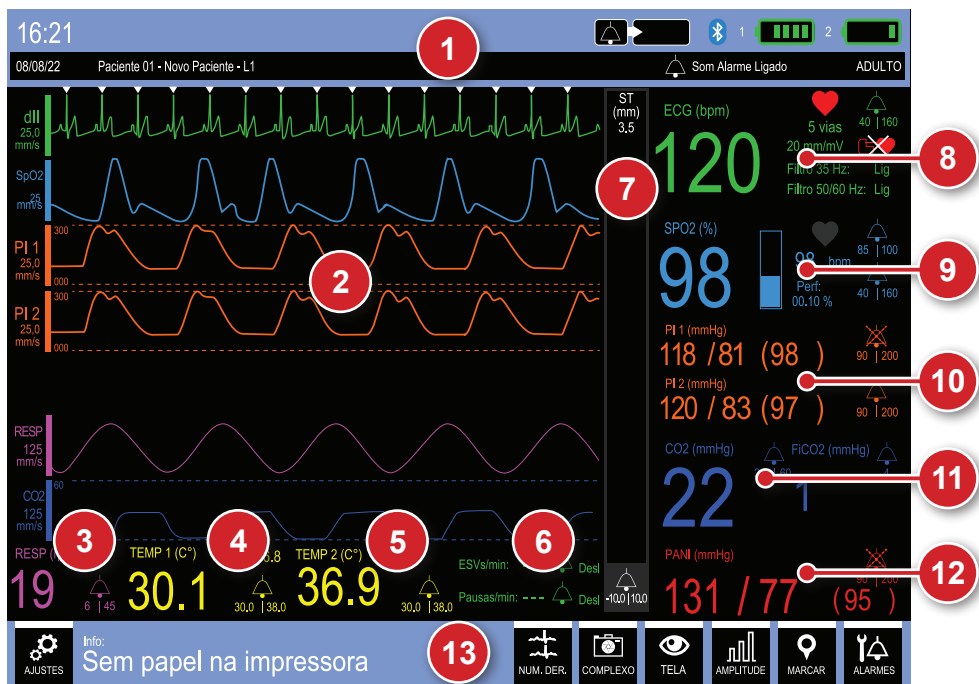 16:21
1
1
2
08/08/22 Paciente 01 - Novo Paciente - L1
Som Alarme Ligado
ADULTO
dII
25,0
mm/s
SpO2
25
mm/s
300
PI 1
25,0
mm/s
000
300
PI 2
25,0
mm/s
000
2
RESP
125
mm/s
60
CO2
125
mm/s
ST
(mm)
3.5
7
-10.0 10.0
ECG (bpm)
120
5 vias
20 mm/mV
Filtro 35 Hz: Lig
Filtro 50/60 Hz: Lig
40 160
8
SPO2 (%)
98
bpm
Perf:
00.10 %
85 100
40 160
9
PI 1 (mmHg)
118 / 81 (98 )
90 200
PI 2 (mmHg)
120 / 83 (97 )
90 200
10
CO2 (mmHg)
22
60
FiCO2 (mmHg)
1
11
PANI (mmHg)
131 / 77 (95 )
90 200
12
RESP
19
6 45
3
TEMP 1 (C°)
30.1
30.0 38.0
4
TEMP 2 (C°)
36.9
30.0 38.0
5
ESVs/min: Desl
Pausas/min: --- Desl
6
AJUSTES
Info:
Sem papel na impressora
13
NUM. DER.
COMPLEXO
TELA
AMPLITUDE
MARCAR
ALARMES